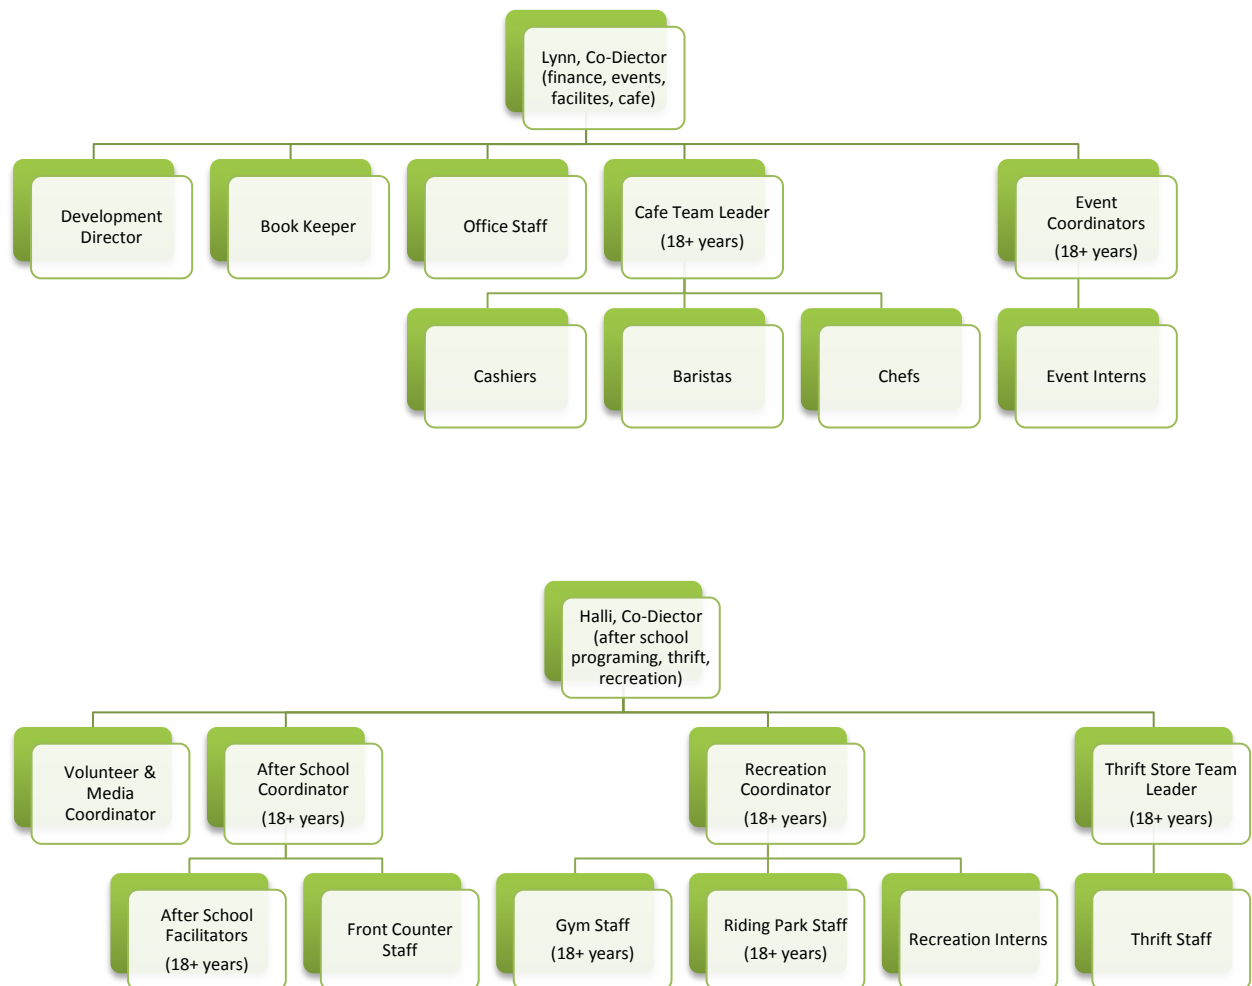 Lynn, Co-Diector
(finance, events,
facilites, cafe)
Development
Director
Book Keeper
Office Staff
Cafe Team Leader
(18+ years)
Event
Coordinators
(18+ years)
Cashiers
Baristas
Chefs
Event Interns
Halli, Co-Diector
(after school
programing, thrift,
recreation)
Volunteer &
Media
Coordinator
After School
Coordinator
(18+ years)
Recreation
Coordinator
(18+ years)
Thrift Store Team
Leader
(18+ years)
After School
Facilitators
(18+ years)
Front Counter
Staff
Gym Staff
(18+ years)
Riding Park Staff
(18+ years)
Recreation Interns
Thrift Staff